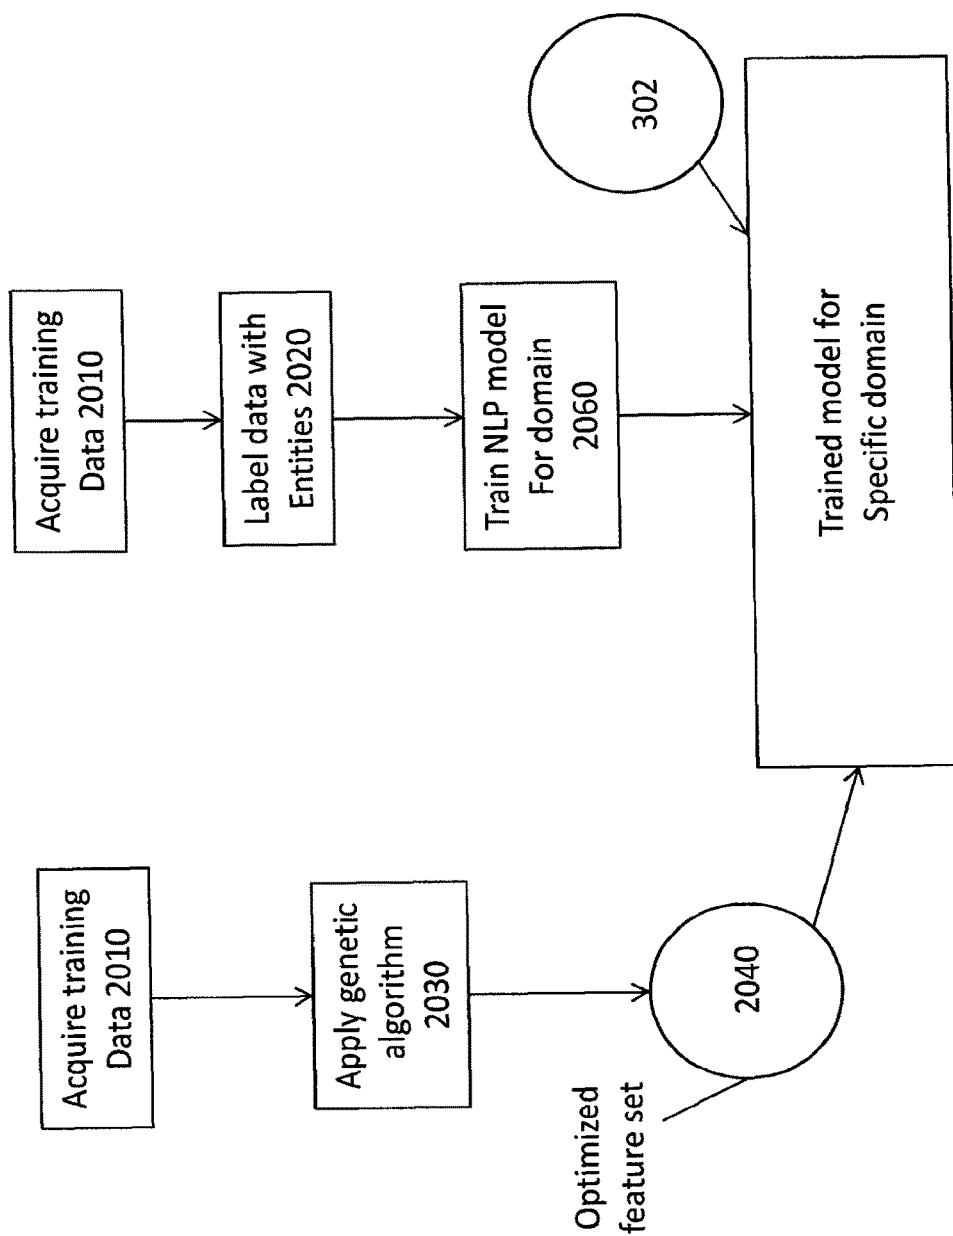 Acquire training
Data 2010
Apply genetic
algorithm
2030
Optimized
feature set
2040
Acquire training
Data 2010
Label data with
Entities 2020
Train NLP model
For domain
2060
302
Trained model for
Specific domain